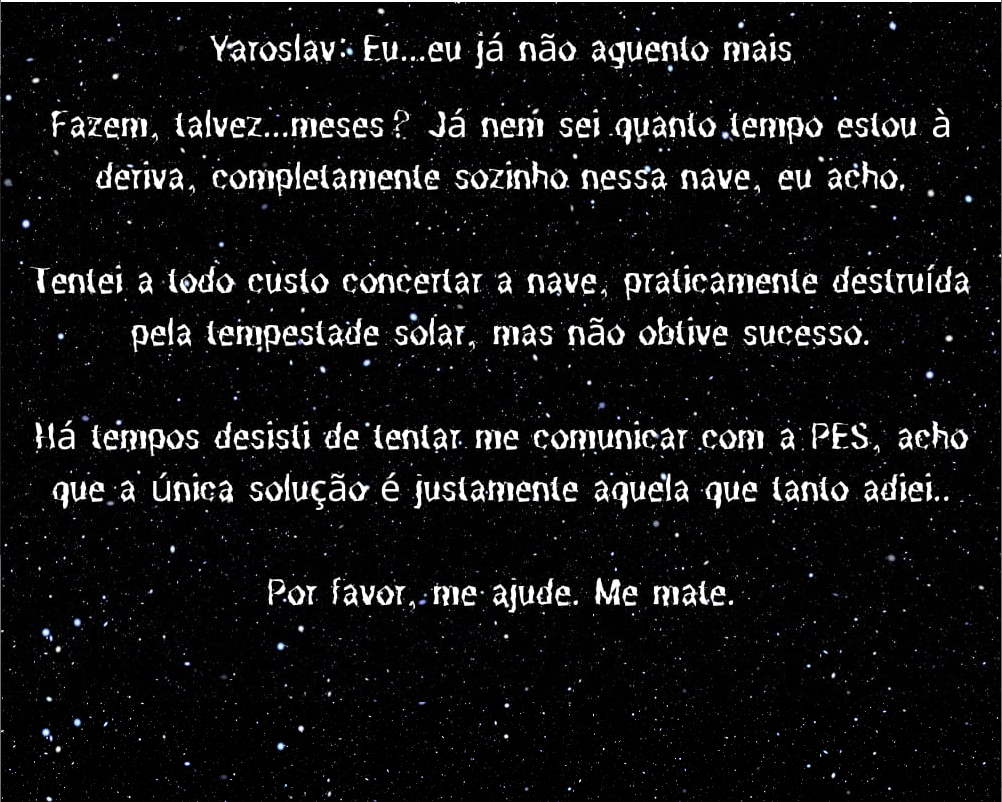 Yaroslav: Eu...eu já não aguento mais
Fazem, talvez...meses? Já nem sei quanto tempo estou à
deriva, completamente sozinho nessa nave, eu acho.
Tentei a todo custo concertar a nave, praticamente destruída
pela tempestade solar, mas não obtive sucesso.
Há tempos desisti de tentar me comunicar com a PES, acho
que a única solução é justamente aquela que tanto adiei..
Por favor, me ajude. Me mate.